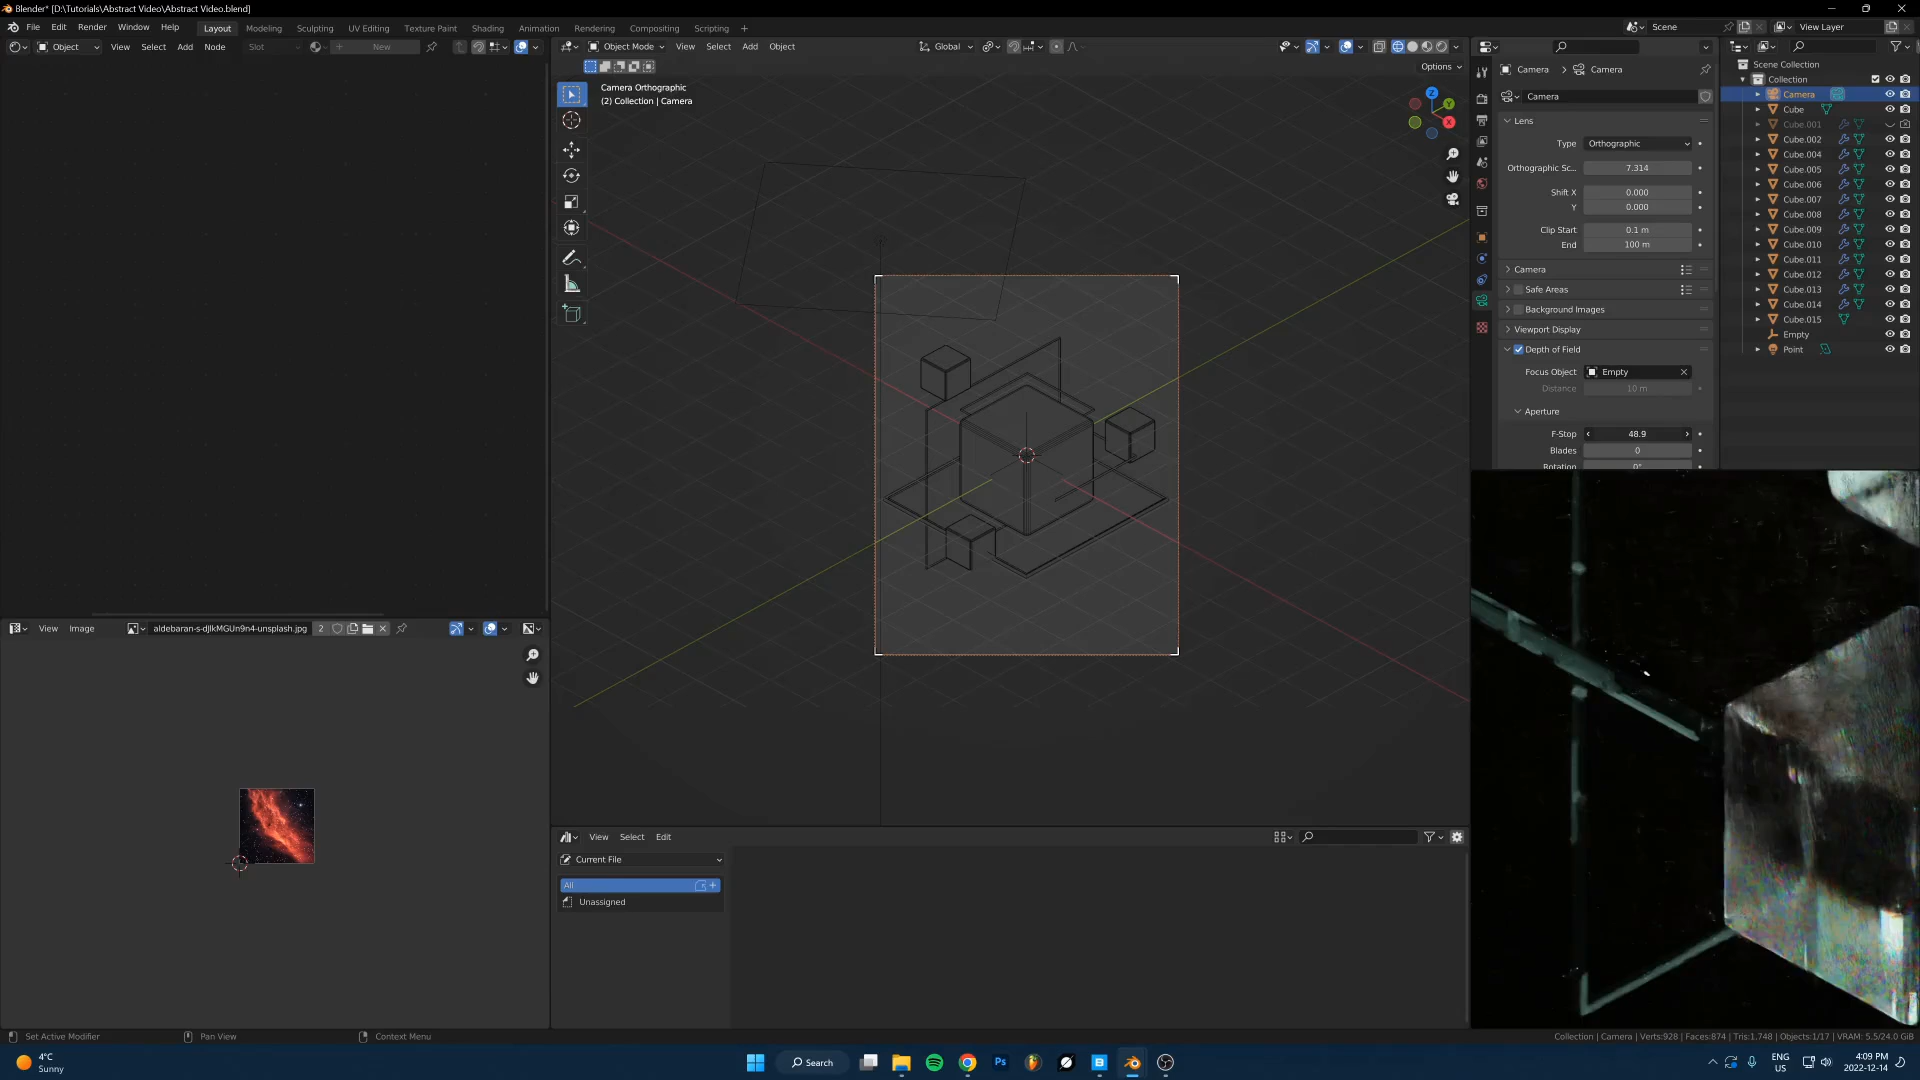 Blender* [D:\Tutorials\Abstract Video\Abstract Video.blend]
File Edit Render Window Help Layout Modeling Sculpting UV Editing Texture Paint Shading Animation Rendering Compositing Scripting + Scene View Layer
Object View Select Add Node Slot New Object Mode View Select Add Object Global
Options
Camera Orthographic
(2) Collection | Camera
Z
Y
X
Camera > Camera
Camera
Lens
Type Orthographic
Orthographic Sc... 7.314
Shift X 0.000
Y 0.000
Clip Start 0.1 m
End 100 m
Camera
Safe Areas
Background Images
Viewport Display
Depth of Field
Focus Object Empty
Distance 10 m
Aperture
F-Stop 48.9
Blades 0
Rotation 0°
Scene Collection
Collection
Camera
Cube
Cube.001
Cube.002
Cube.004
Cube.005
Cube.006
Cube.007
Cube.008
Cube.009
Cube.010
Cube.011
Cube.012
Cube.013
Cube.014
Cube.015
Empty
Point
View Image aldebaran-s-dJlkMGUn9n4-unsplash.jpg 2
View Select Edit
Current File
All
Unassigned
Set Active Modifier Pan View Context Menu
Collection | Camera | Verts:928 | Faces:874 | Tris:1.748 | Objects:1/17 | VRAM: 5.5/24.0 GiB
4°C
Sunny
Search
Ps
B
ENG
US
4:09 PM
2022-12-14